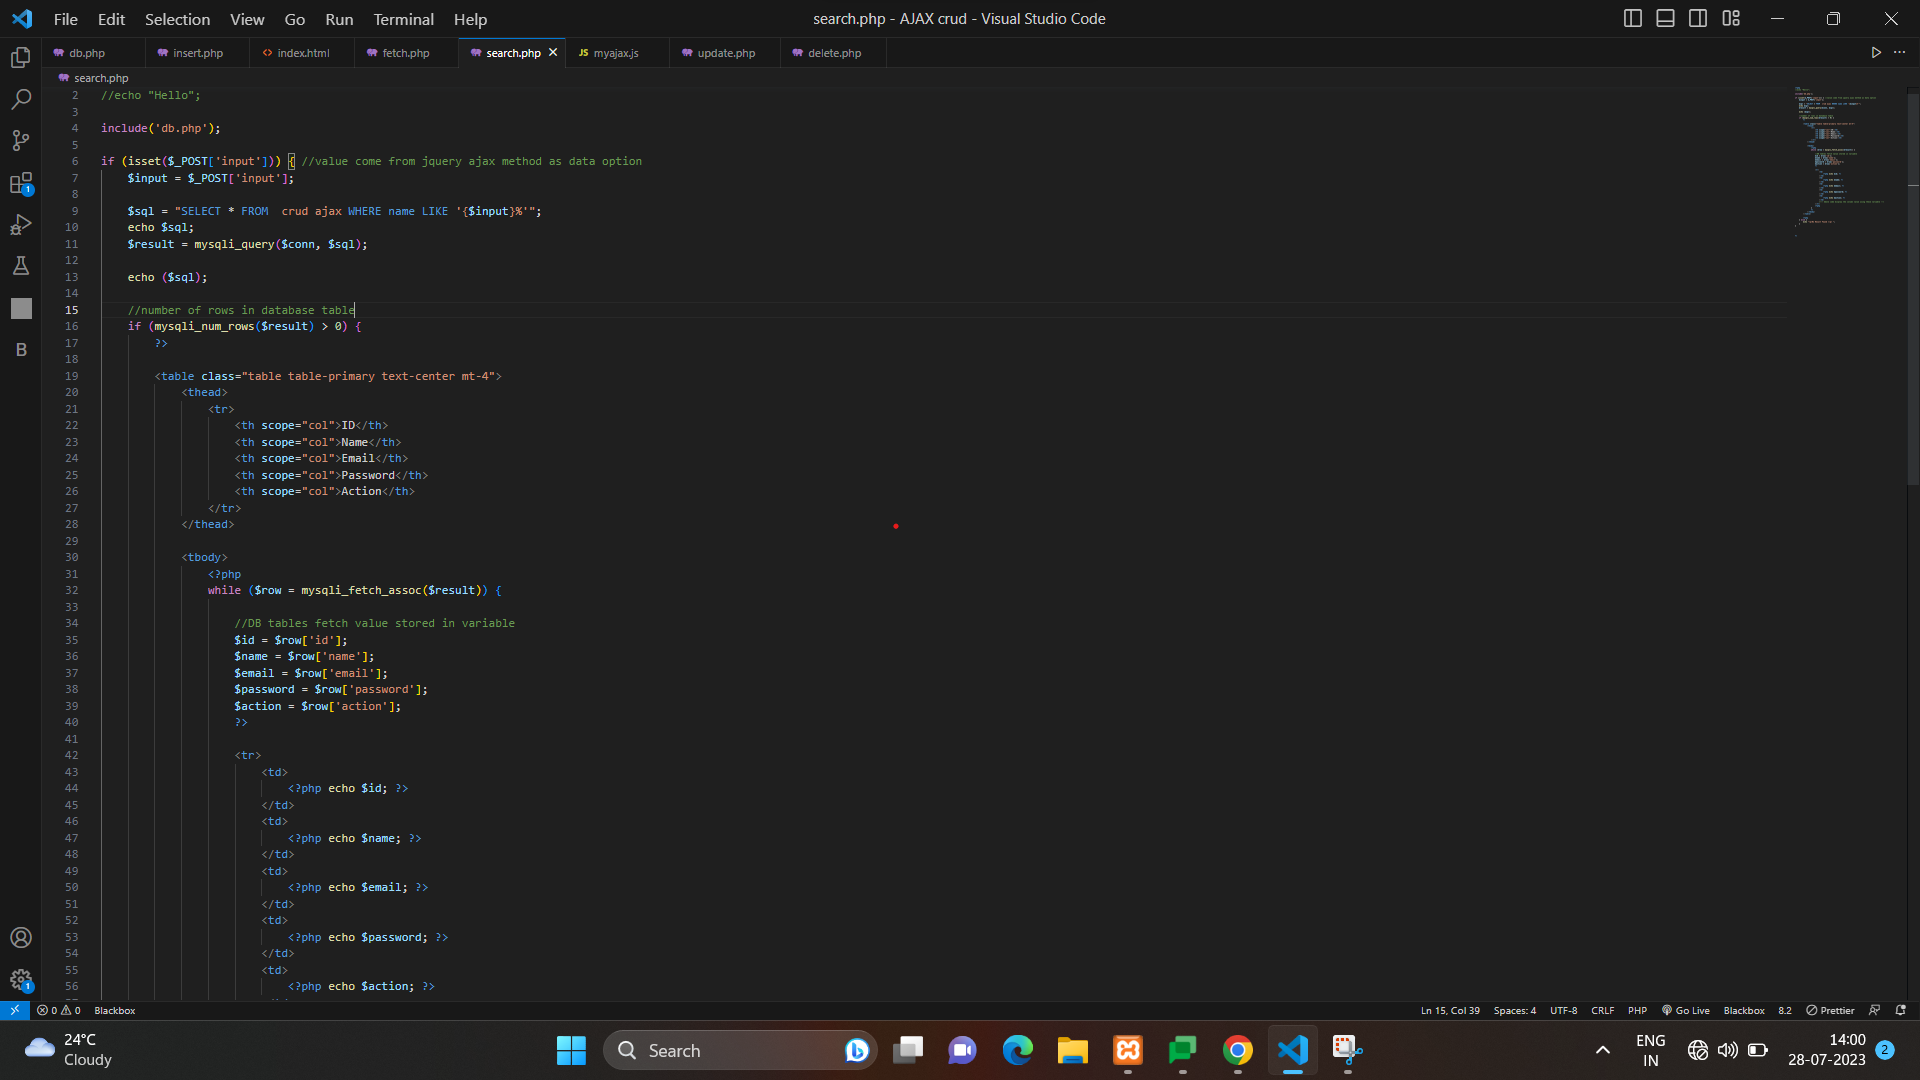 File Edit Selection View Go Run Terminal Help
search.php - AJAX crud - Visual Studio Code
db.php insert.php index.html fetch.php search.php JS myajax.js update.php delete.php
search.php
2 //echo "Hello";
3
4 include('db.php');
5
6 if (isset($_POST['input'])) { //value come from jquery ajax method as data option
7 $input = $_POST['input'];
8
9 $sql = "SELECT * FROM  crud ajax WHERE name LIKE '{$input}%'";
10 echo $sql;
11 $result = mysqli_query($conn, $sql);
12
13 echo ($sql);
14
15 //number of rows in database table
16 if (mysqli_num_rows($result) > 0) {
17 ?>
18
19 <table class="table table-primary text-center mt-4">
20 <thead>
21 <tr>
22 <th scope="col">ID</th>
23 <th scope="col">Name</th>
24 <th scope="col">Email</th>
25 <th scope="col">Password</th>
26 <th scope="col">Action</th>
27 </tr>
28 </thead>
29
30 <tbody>
31 <?php
32 while ($row = mysqli_fetch_assoc($result)) {
33
34 //DB tables fetch value stored in variable
35 $id = $row['id'];
36 $name = $row['name'];
37 $email = $row['email'];
38 $password = $row['password'];
39 $action = $row['action'];
40 ?>
41
42 <tr>
43 <td>
44 <?php echo $id; ?>
45 </td>
46 <td>
47 <?php echo $name; ?>
48 </td>
49 <td>
50 <?php echo $email; ?>
51 </td>
52 <td>
53 <?php echo $password; ?>
54 </td>
55 <td>
56 <?php echo $action; ?>
1
B
1
0 0 Blackbox
Ln 15, Col 39 Spaces: 4 UTF-8 CRLF PHP Go Live Blackbox 8.2 Prettier
24°C
Cloudy
Search
ENG
IN
14:00
28-07-2023
2